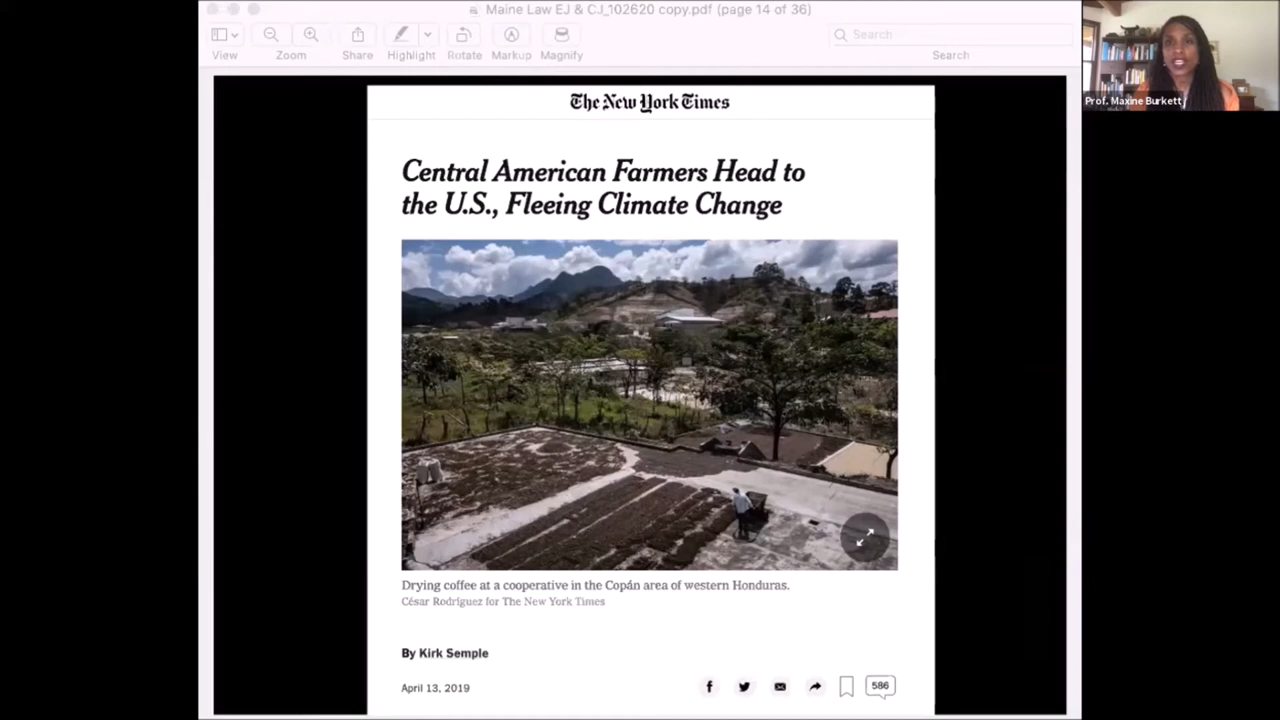 Maine Law EJ & CJ_102620 copy.pdf (page 14 of 36)
Search
View
Zoom
Share
Highlight
Rotate
Markup
Magnify
Search
Prof. Maxine Burkett
The New York Times
Central American Farmers Head to
the U.S., Fleeing Climate Change
Drying coffee at a cooperative in the Copán area of western Honduras.
César Rodríguez for The New York Times
By Kirk Semple
April 13, 2019
586